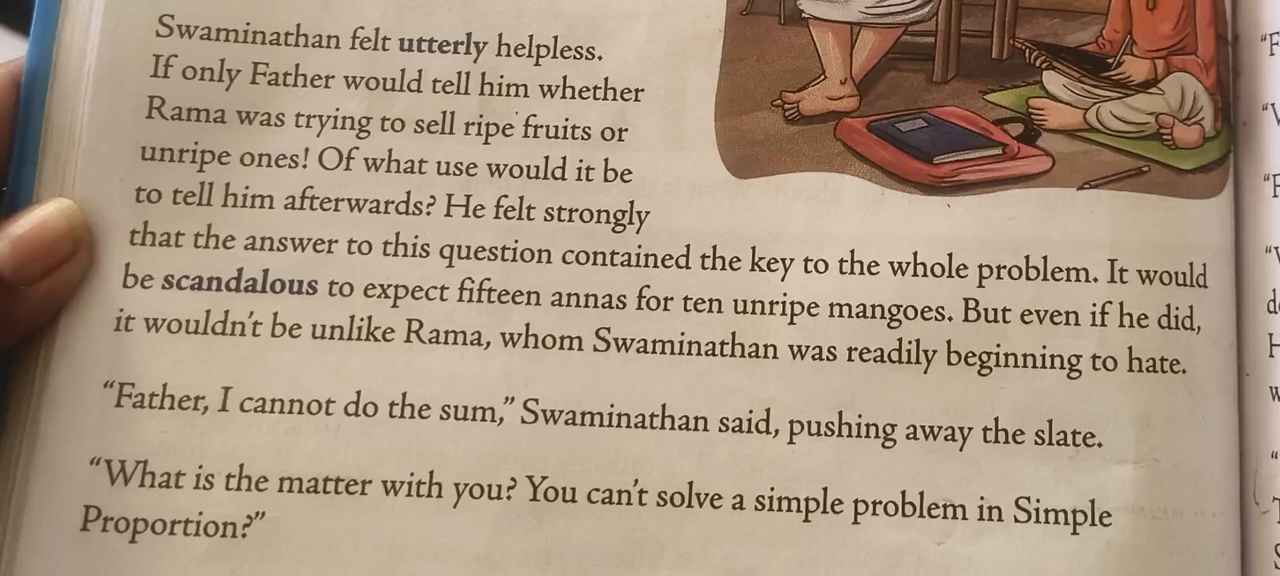 Swaminathan felt utterly helpless.
If only Father would tell him whether
Rama was trying to sell ripe fruits or
unripe ones! Of what use would it be
to tell him afterwards? He felt strongly
that the answer to this question contained the key to the whole problem. It would
be scandalous to expect fifteen annas for ten unripe mangoes. But even if he did,
it wouldn't be unlike Rama, whom Swaminathan was readily beginning to hate.
“Father, I cannot do the sum,” Swaminathan said, pushing away the slate.
“What is the matter with you? You can't solve a simple problem in Simple
Proportion?”